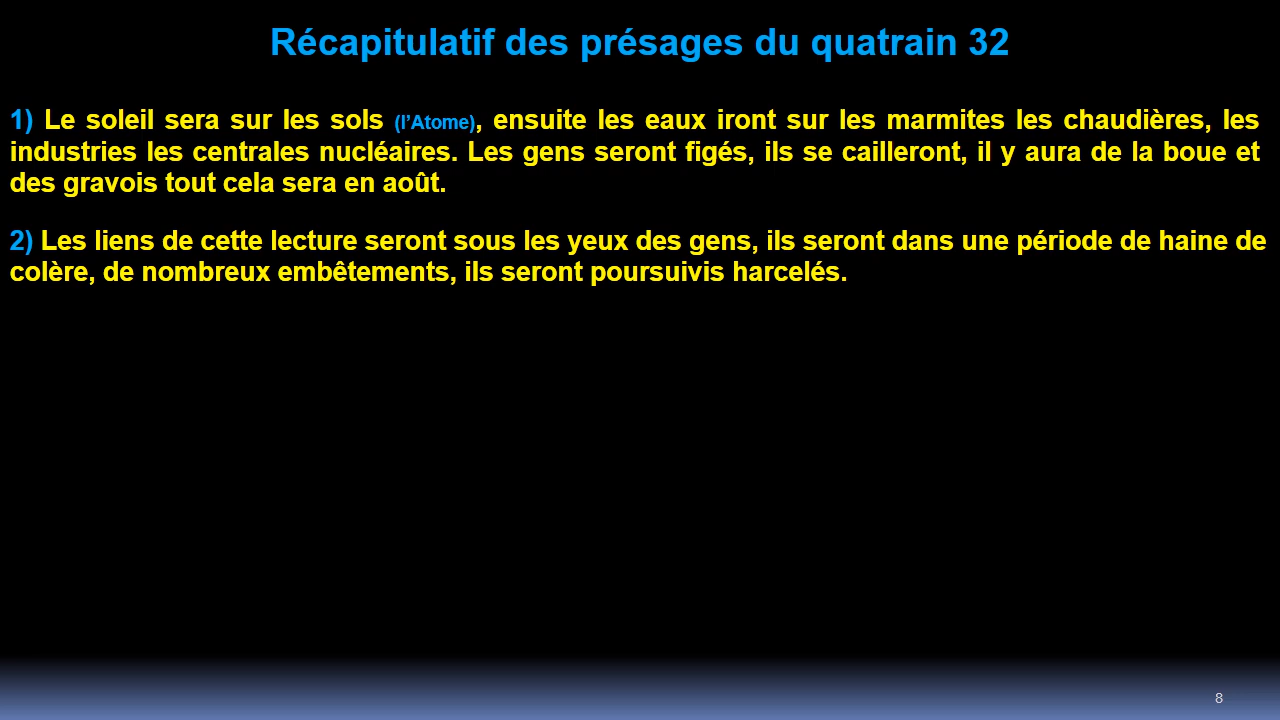 Récapitulatif des présages du quatrain 32
1) Le soleil sera sur les sols (l’Atome), ensuite les eaux iront sur les marmites les chaudières, les
industries les centrales nucléaires. Les gens seront figés, ils se cailleront, il y aura de la boue et
des gravois tout cela sera en août.
2) Les liens de cette lecture seront sous les yeux des gens, ils seront dans une période de haine de
colère, de nombreux embêtements, ils seront poursuivis harcelés.
8